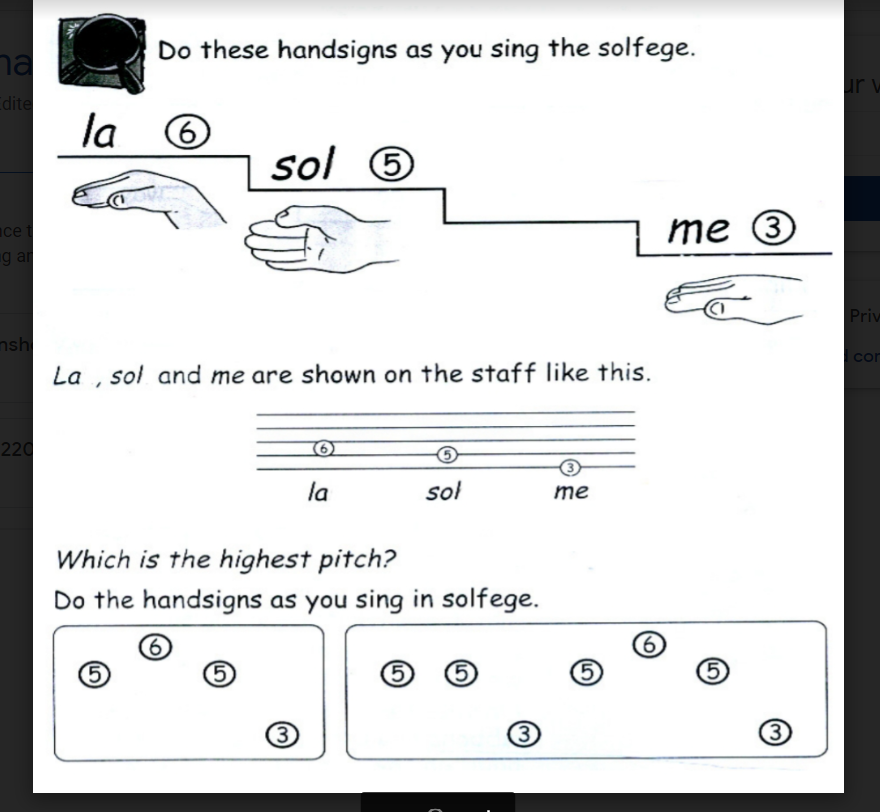 Do these handsigns as you sing the solfege.
la ⑥
sol ⑤
me ③
La , sol and me are shown on the staff like this.
⑥ ⑤ ③
la sol me
Which is the highest pitch?
Do the handsigns as you sing in solfege.
⑤ ⑥ ⑤ ③
⑤ ⑤ ③ ⑤ ⑥ ⑤ ③
220